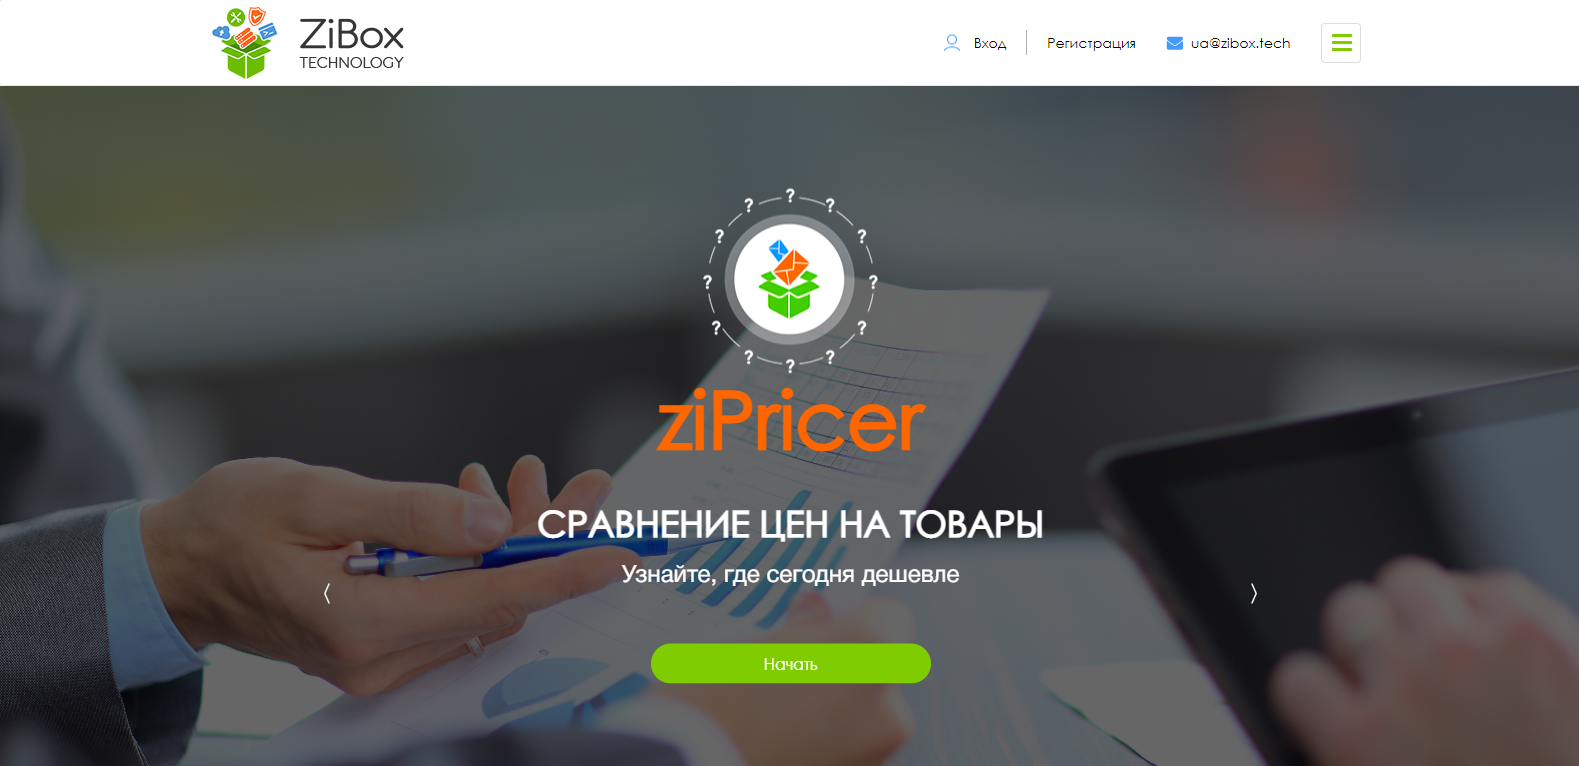 ZiBox
TECHNOLOGY
Вход
Регистрация
ua@zibox.tech
ziPricer
СРАВНЕНИЕ ЦЕН НА ТОВАРЫ
Узнайте, где сегодня дешевле
Начать